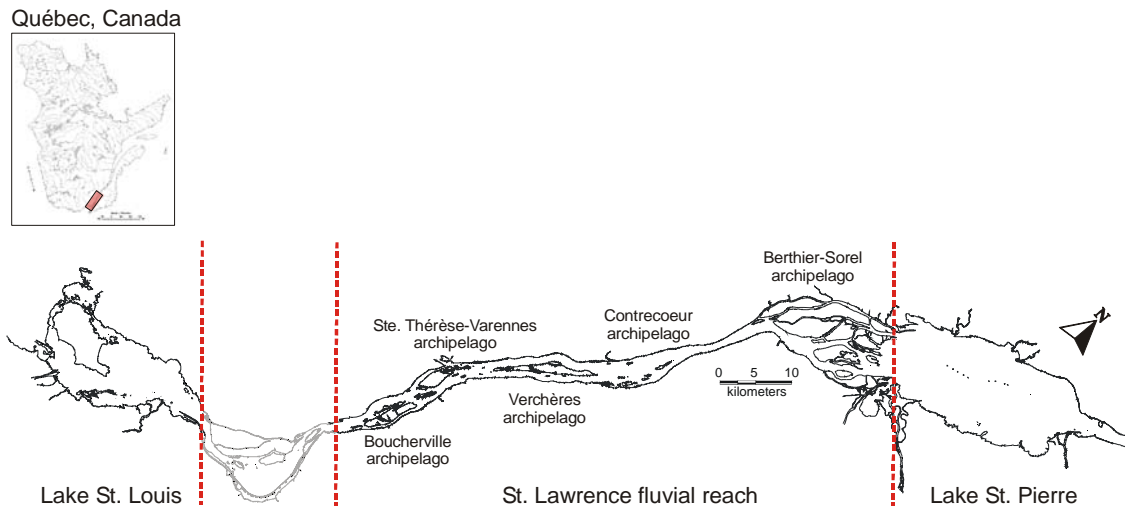 Québec, Canada
Berthier-Sorel
archipelago
Contrecoeur
archipelago
Ste. Thérèse-Varennes
archipelago
N
0 5 10
kilometers
Verchères
archipelago
Boucherville
archipelago
Lake St. Louis
St. Lawrence fluvial reach
Lake St. Pierre